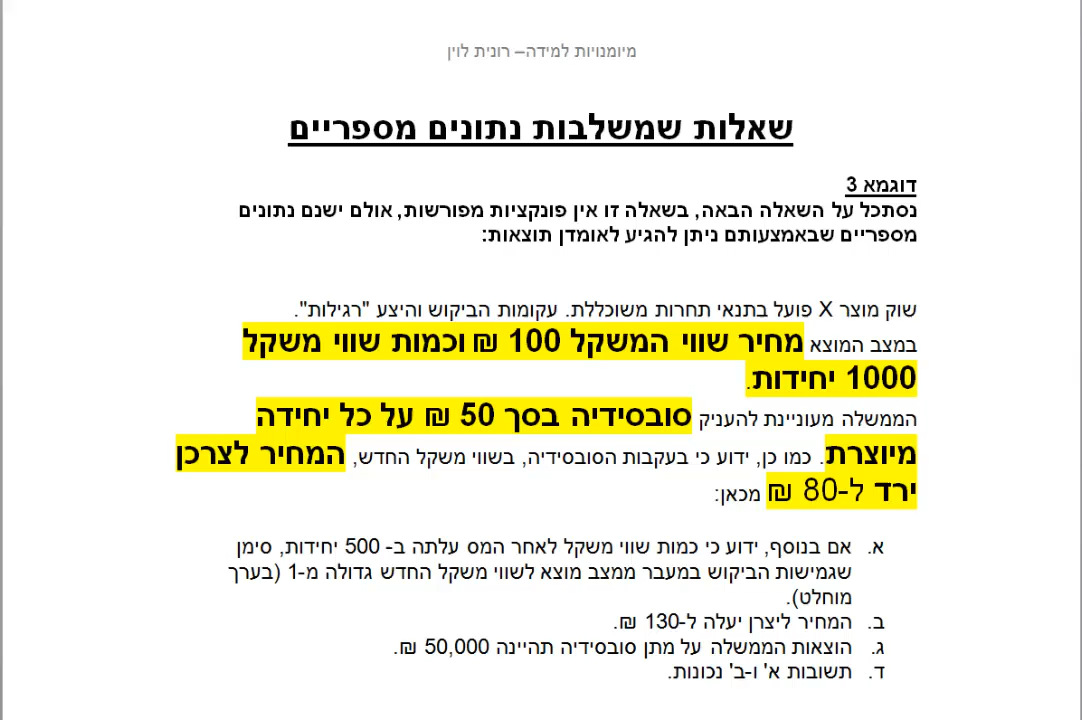 מיומנויות למידה– רונית לוין
שאלות שמשלבות נתונים מספריים
דוגמא 3
נסתכל על השאלה הבאה, בשאלה זו אין פונקציות מפורשות, אולם ישנם נתונים
מספריים שבאמצעותם ניתן להגיע לאומדן תוצאות:
שוק מוצר X פועל בתנאי תחרות משוכללת. עקומות הביקוש והיצע "רגילות".
במצב המוצא מחיר שווי המשקל 100 ₪ וכמות שווי משקל
1000 יחידות.
הממשלה מעוניינת להעניק סובסידיה בסך 50 ₪ על כל יחידה
מיוצרת. כמו כן, ידוע כי בעקבות הסובסידיה, בשווי משקל החדש, המחיר לצרכן
ירד ל-80 ₪ מכאן:
א. אם בנוסף, ידוע כי כמות שווי משקל לאחר המס עלתה ב- 500 יחידות, סימן
שגמישות הביקוש במעבר ממצב מוצא לשווי משקל החדש גדולה מ-1 (בערך
מוחלט).
ב. המחיר ליצרן יעלה ל-130 ₪.
ג. הוצאות הממשלה על מתן סובסידיה תהיינה 50,000 ₪.
ד. תשובות א' ו-ב' נכונות.